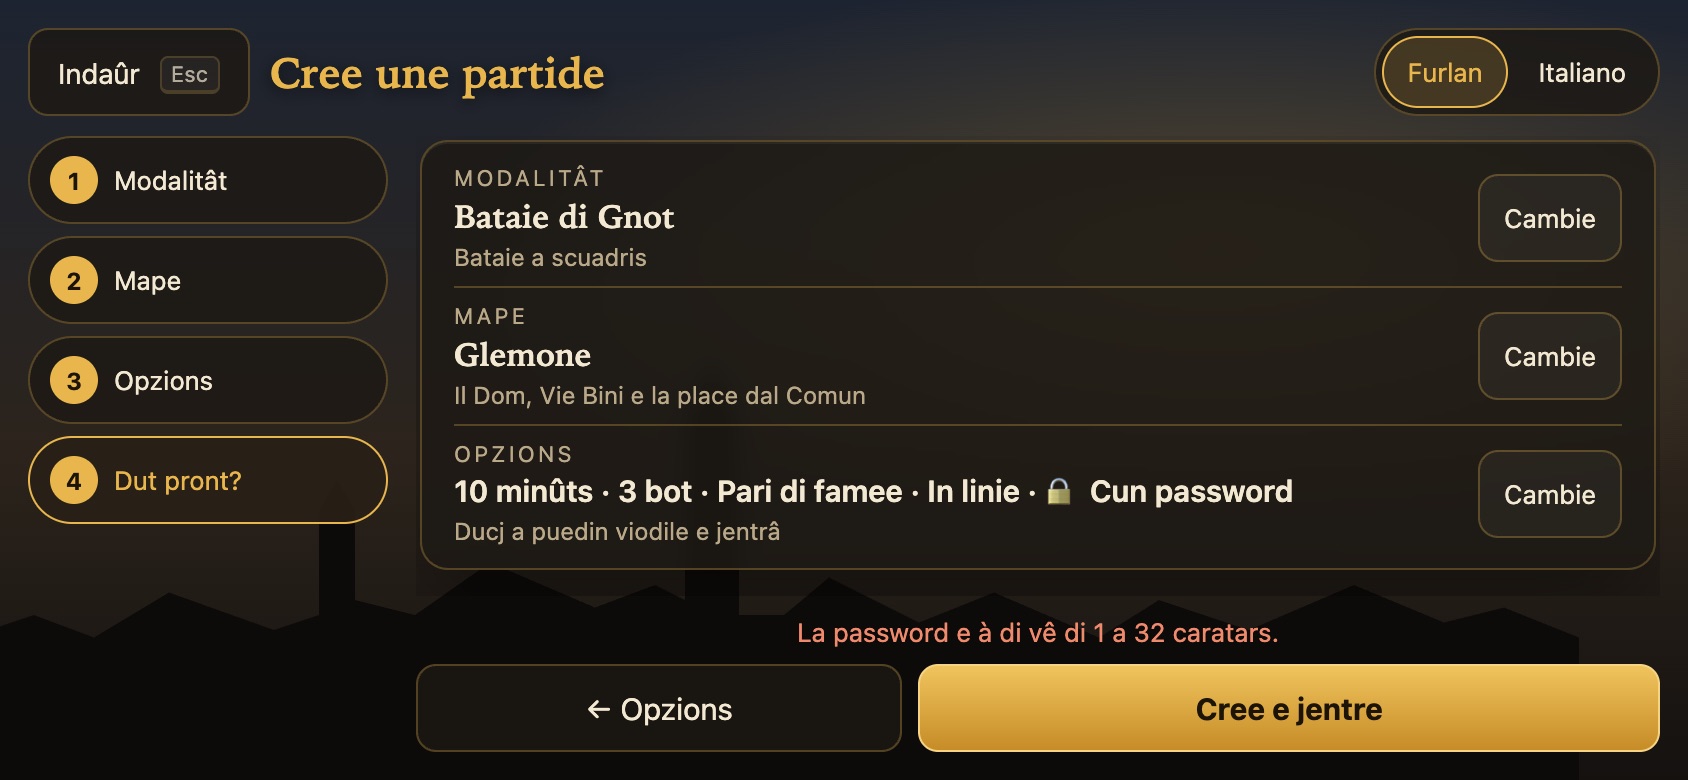 Indaûr Esc
Cree une partide
Furlan Italiano
1 Modalitât
2 Mape
3 Opzions
4 Dut pront?
MODALITÂT
Bataie di Gnot
Bataie a scuadris
Cambie
MAPE
Glemone
Il Dom, Vie Bini e la place dal Comun
Cambie
OPZIONS
10 minûts · 3 bot · Pari di famee · In linie · 🔒 Cun password
Ducj a puedin viodile e jentrâ
Cambie
La password e à di vê di 1 a 32 caratars.
← Opzions
Cree e jentre